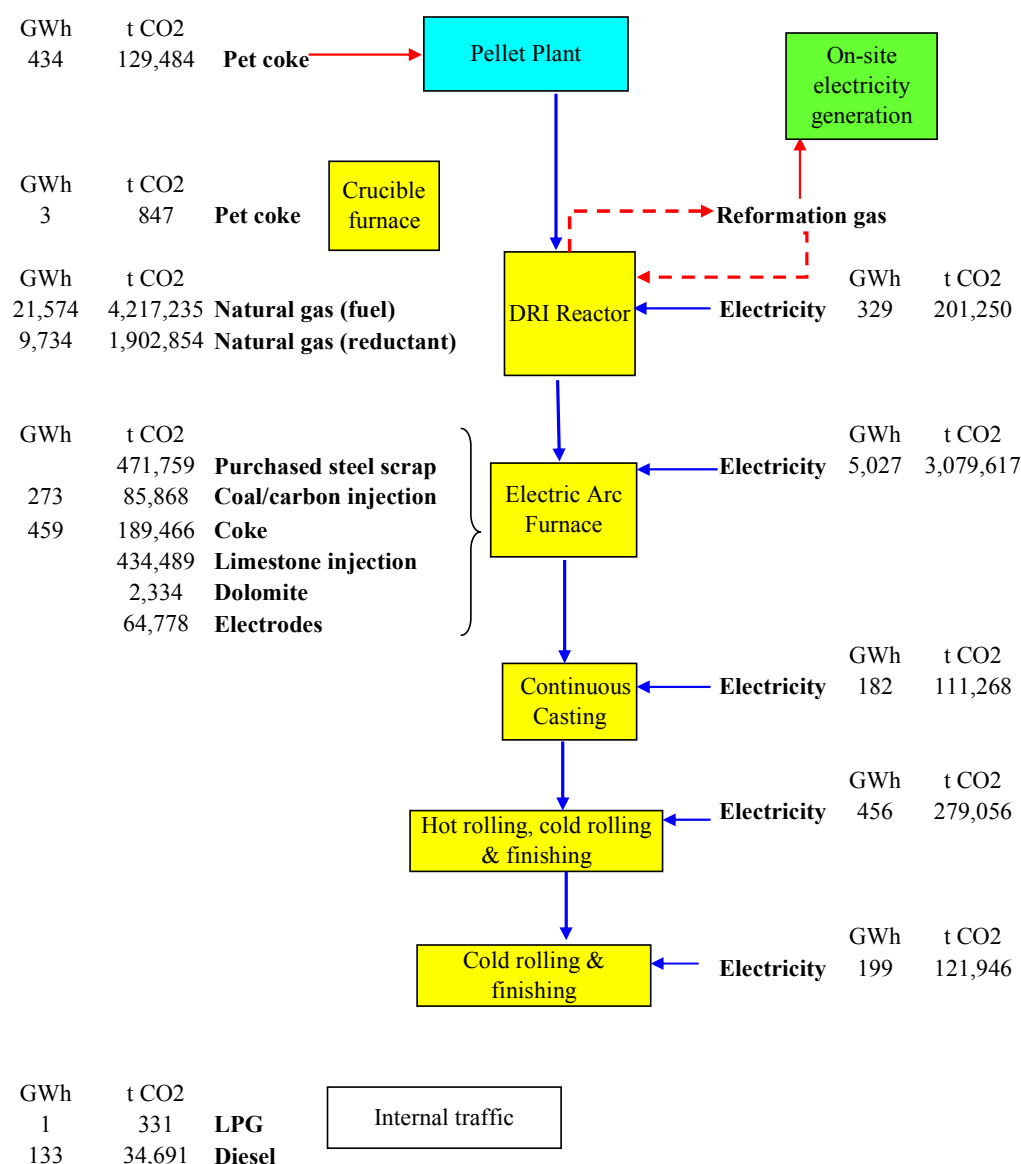 GWh t CO2
434 129,484 Pet coke
Pellet Plant
On-site
electricity
generation
GWh t CO2
3 847 Pet coke
Crucible
furnace
Reformation gas
GWh t CO2
21,574 4,217,235 Natural gas (fuel)
9,734 1,902,854 Natural gas (reductant)
DRI Reactor
GWh t CO2
Electricity 329 201,250
GWh t CO2
471,759 Purchased steel scrap
273 85,868 Coal/carbon injection
459 189,466 Coke
434,489 Limestone injection
2,334 Dolomite
64,778 Electrodes
Electric Arc
Furnace
GWh t CO2
Electricity 5,027 3,079,617
Continuous
Casting
GWh t CO2
Electricity 182 111,268
Hot rolling, cold rolling
& finishing
GWh t CO2
Electricity 456 279,056
Cold rolling &
finishing
GWh t CO2
Electricity 199 121,946
GWh t CO2
1 331 LPG
133 34,691 Diesel
Internal traffic